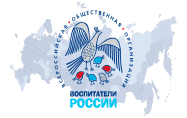 ВСЕРОССИЙСКАЯ • ОБЩЕСТВЕННАЯ • ОРГАНИЗАЦИЯ
ВОСПИТАТЕЛИ
РОССИИ